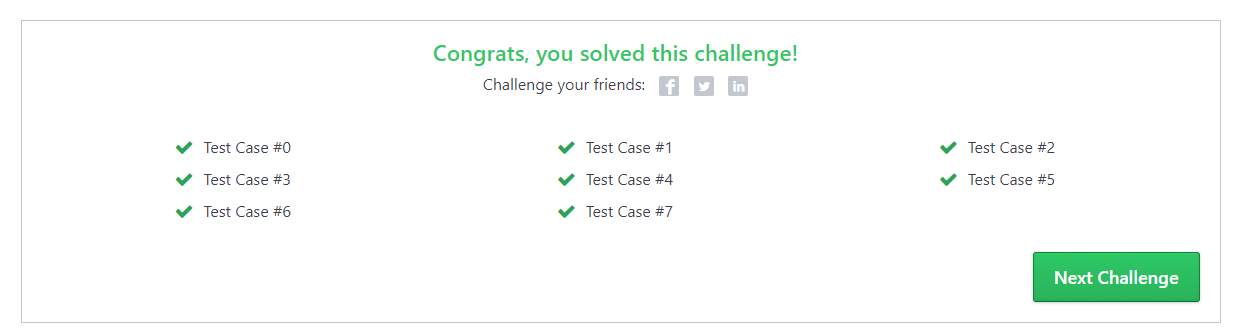 Congrats, you solved this challenge!
Challenge your friends:
Test Case #0 Test Case #1 Test Case #2
Test Case #3 Test Case #4 Test Case #5
Test Case #6 Test Case #7
Next Challenge